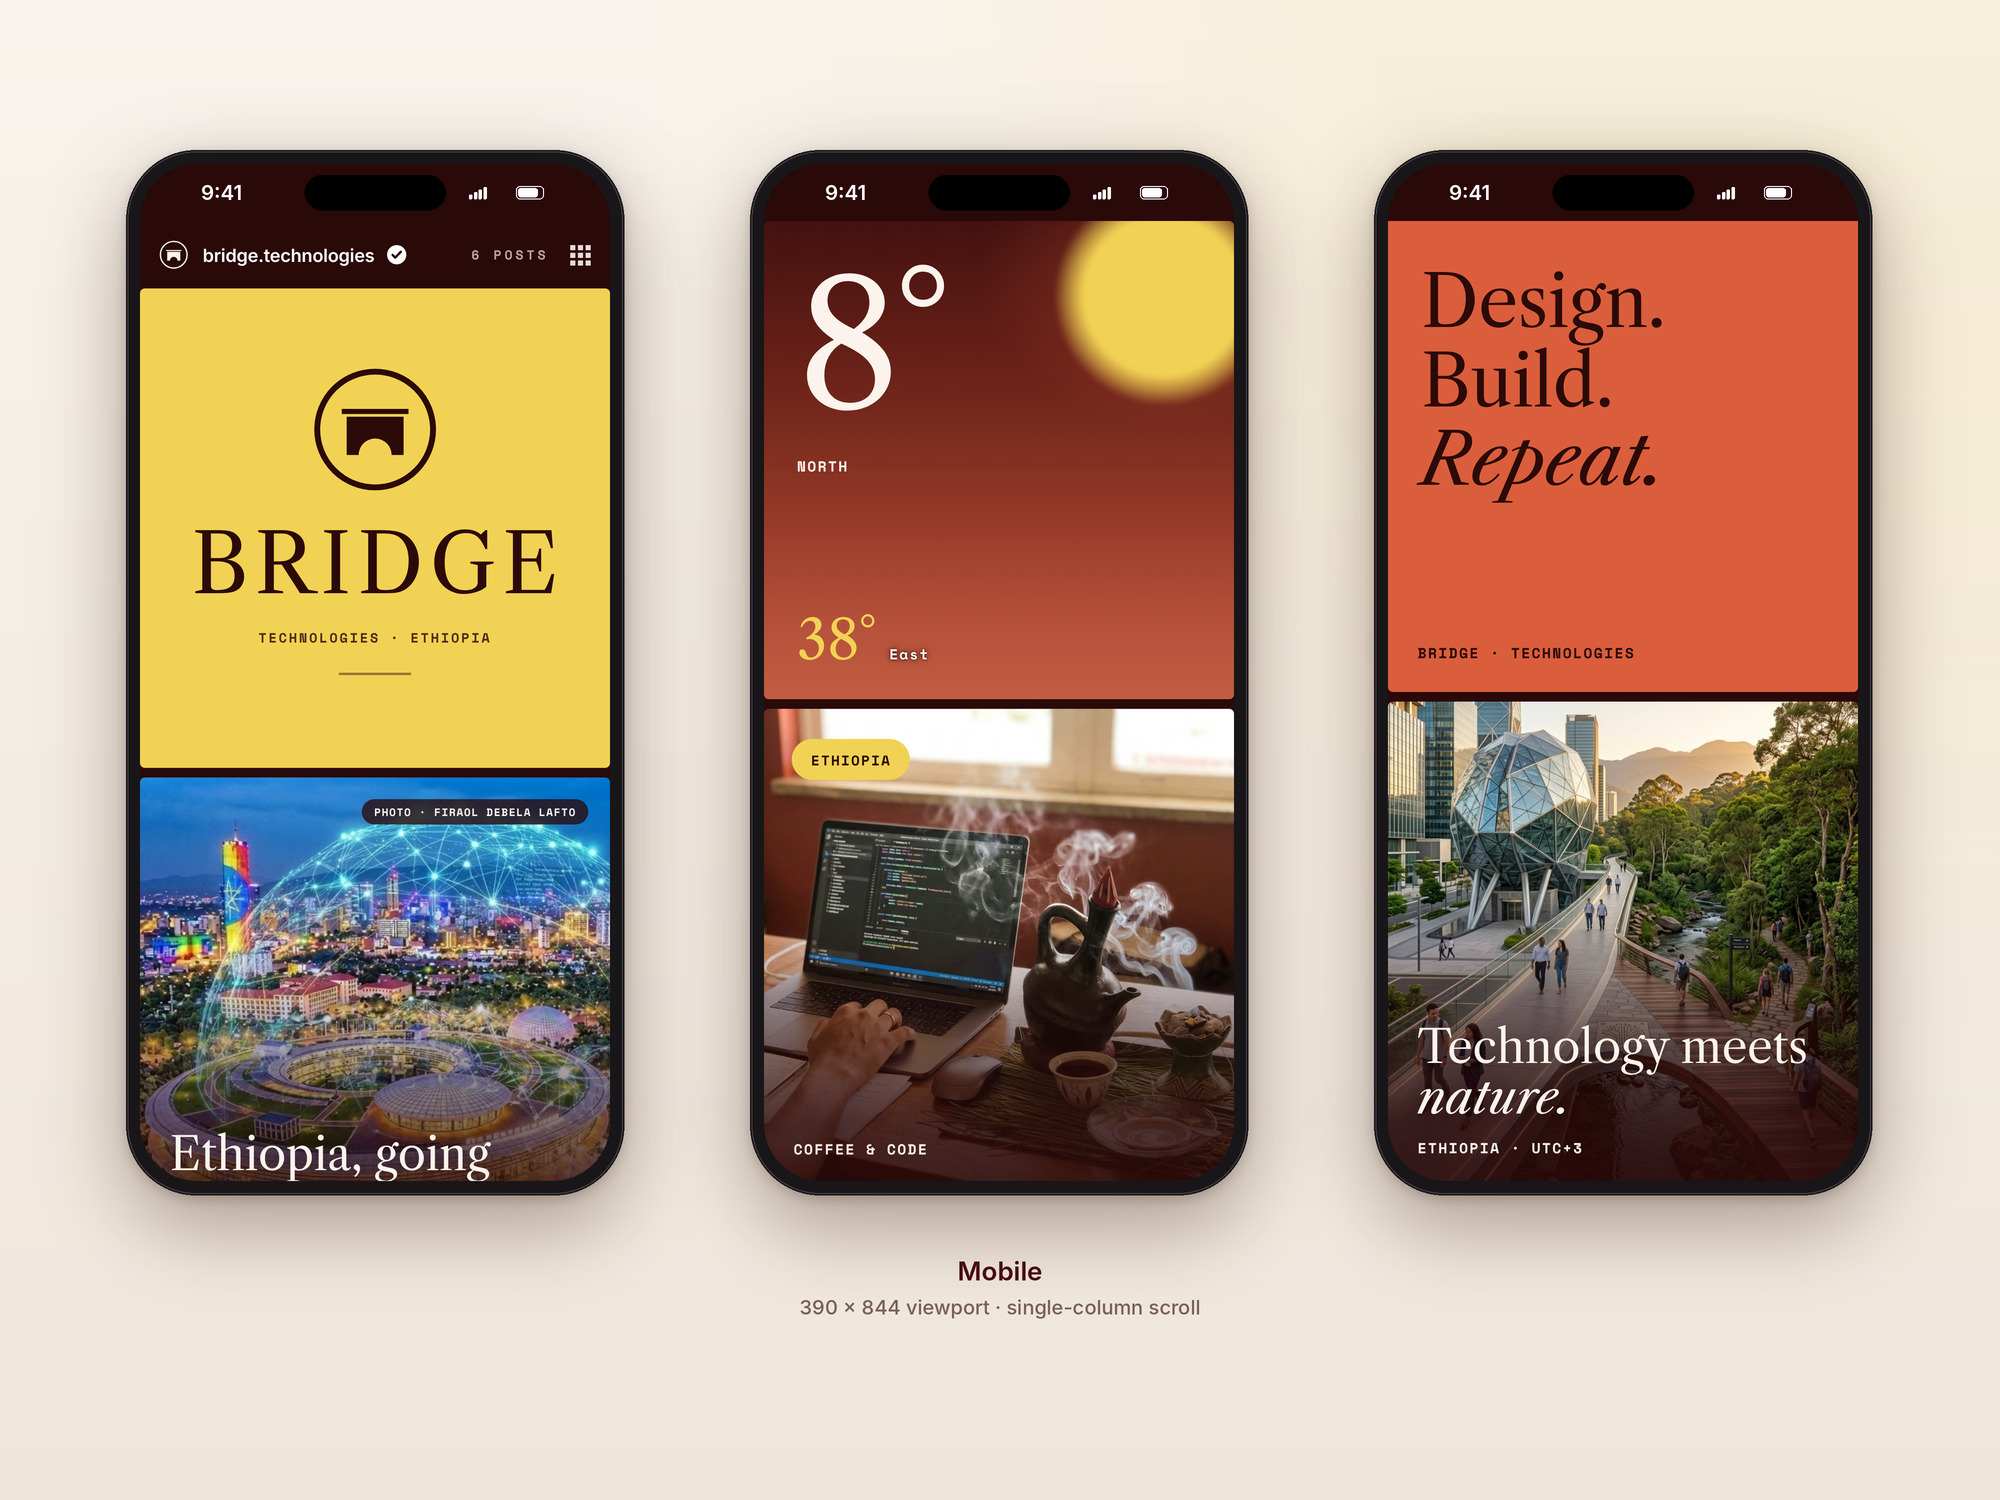 9:41
bridge.technologies
6 POSTS
BRIDGE
TECHNOLOGIES · ETHIOPIA
PHOTO · FIRAOL DEBELA LAFTO
Ethiopia, going
9:41
8°
NORTH
38° East
ETHIOPIA
COFFEE & CODE
9:41
Design.
Build.
Repeat.
BRIDGE · TECHNOLOGIES
Technology meets
nature.
ETHIOPIA · UTC+3
Mobile
390 × 844 viewport · single-column scroll